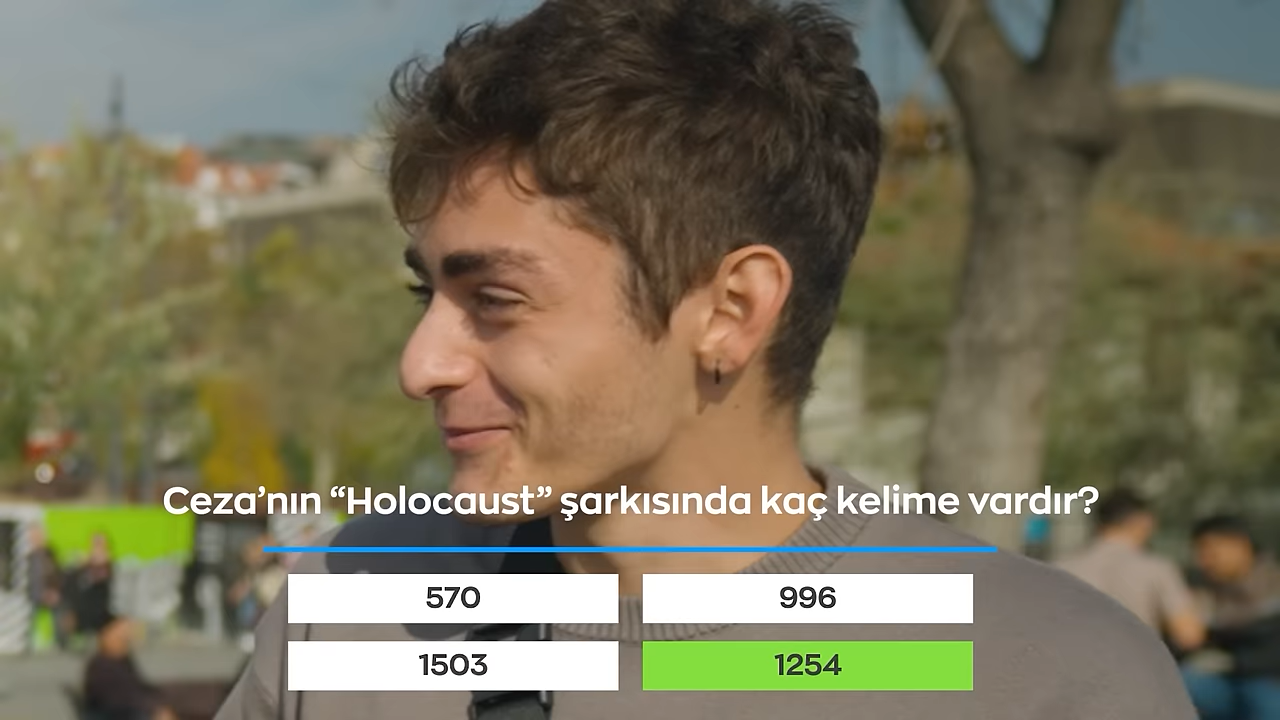 Ceza’nın “Holocaust” şarkısında kaç kelime vardır?
570
996
1503
1254